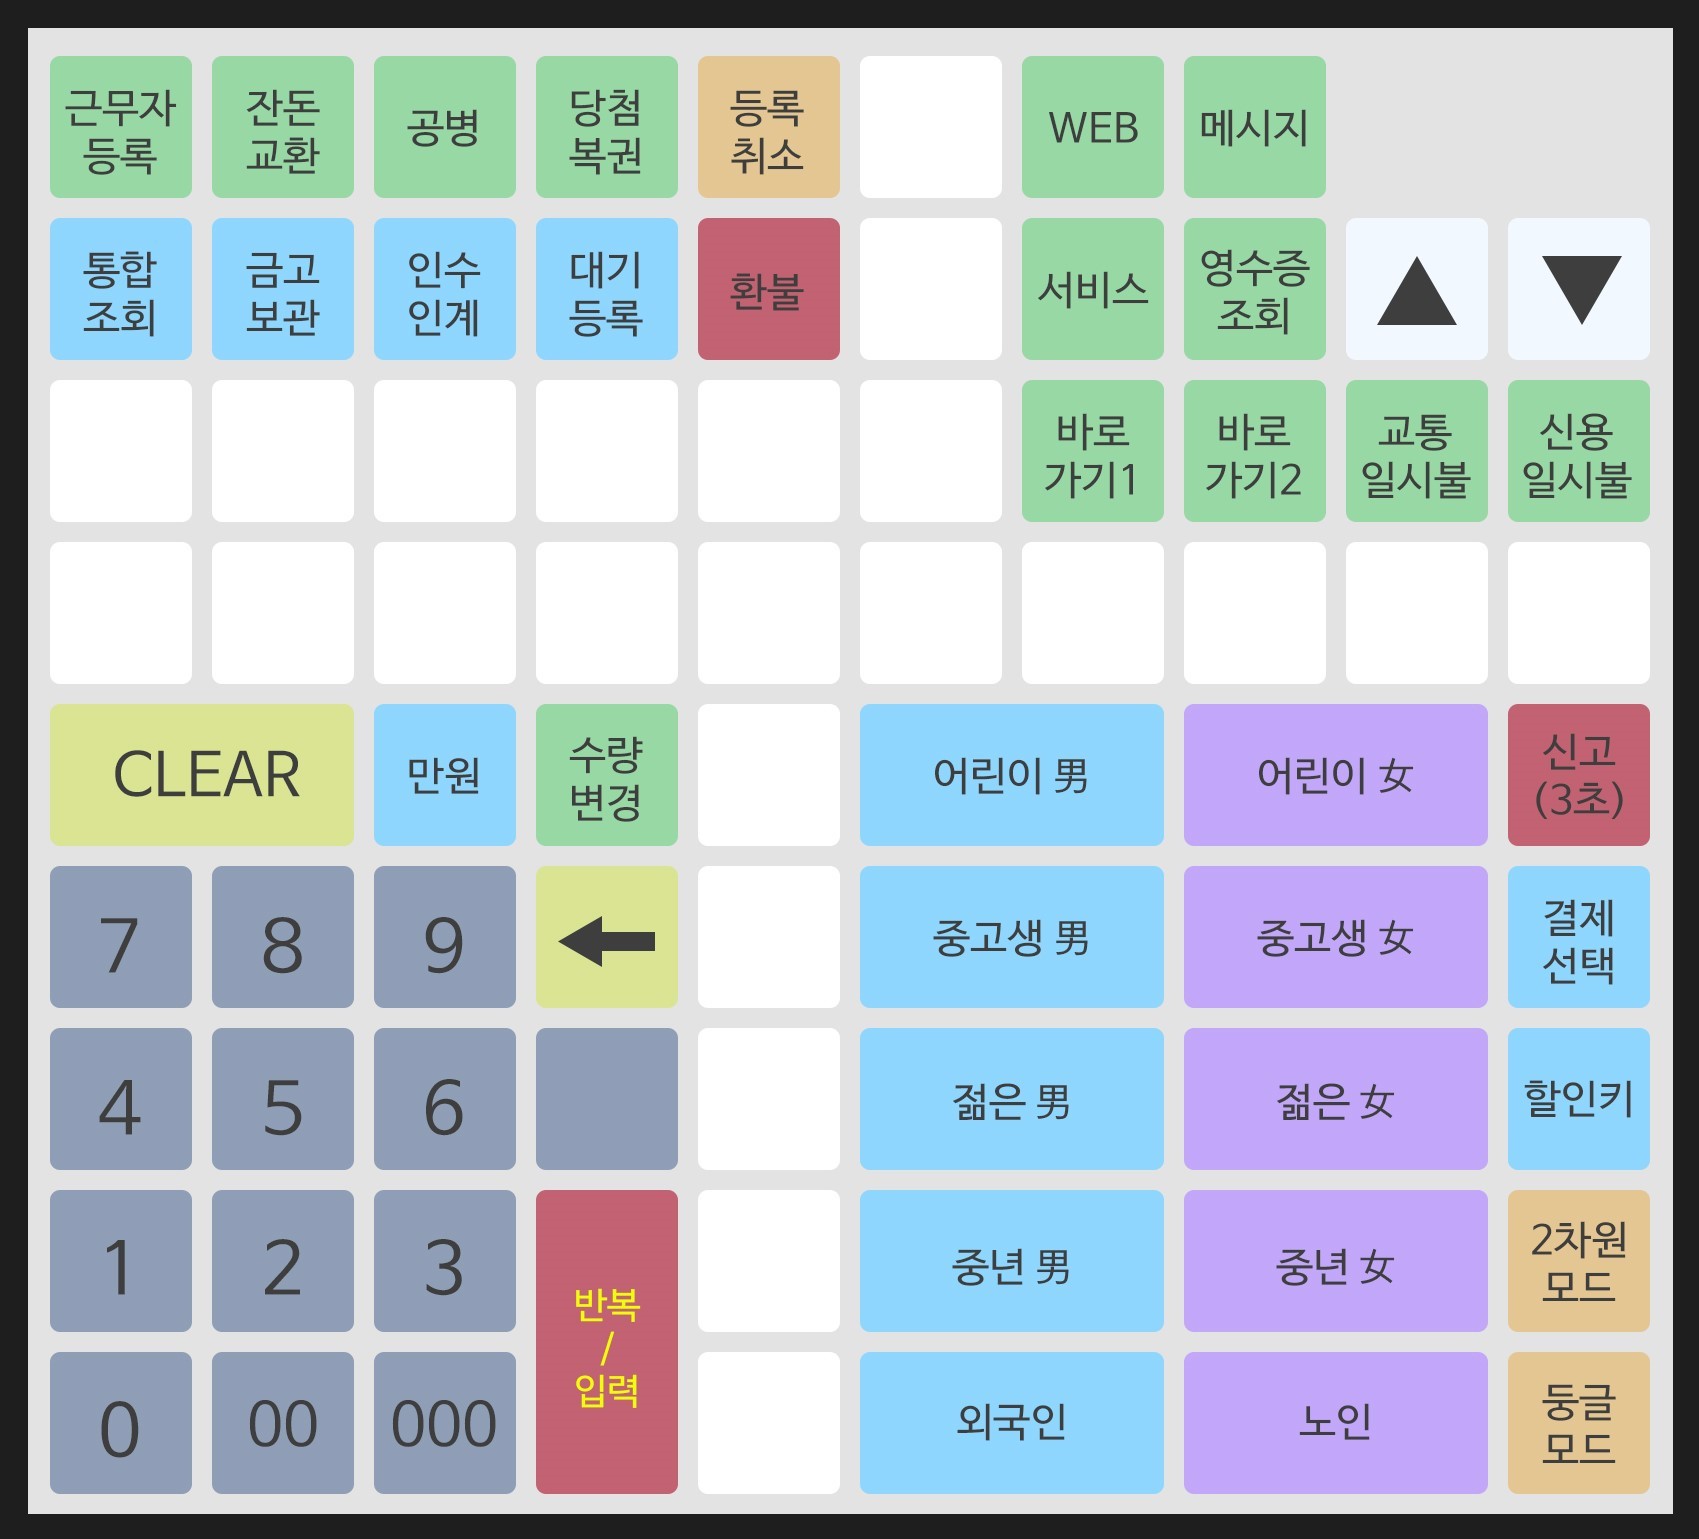 근무자
등록
잔돈
교환
공병
당첨
복권
등록
취소
WEB
메시지
통합
조회
금고
보관
인수
인계
대기
등록
환불
서비스
영수증
조회
바로
가기1
바로
가기2
교통
일시불
신용
일시불
CLEAR
만원
수량
변경
어린이 男
어린이 女
신고
(3초)
7
8
9
중고생 男
중고생 女
결제
선택
4
5
6
젊은 男
젊은 女
할인키
1
2
3
반복
/
입력
중년 男
중년 女
2차원
모드
0
00
000
외국인
노인
둥글
모드